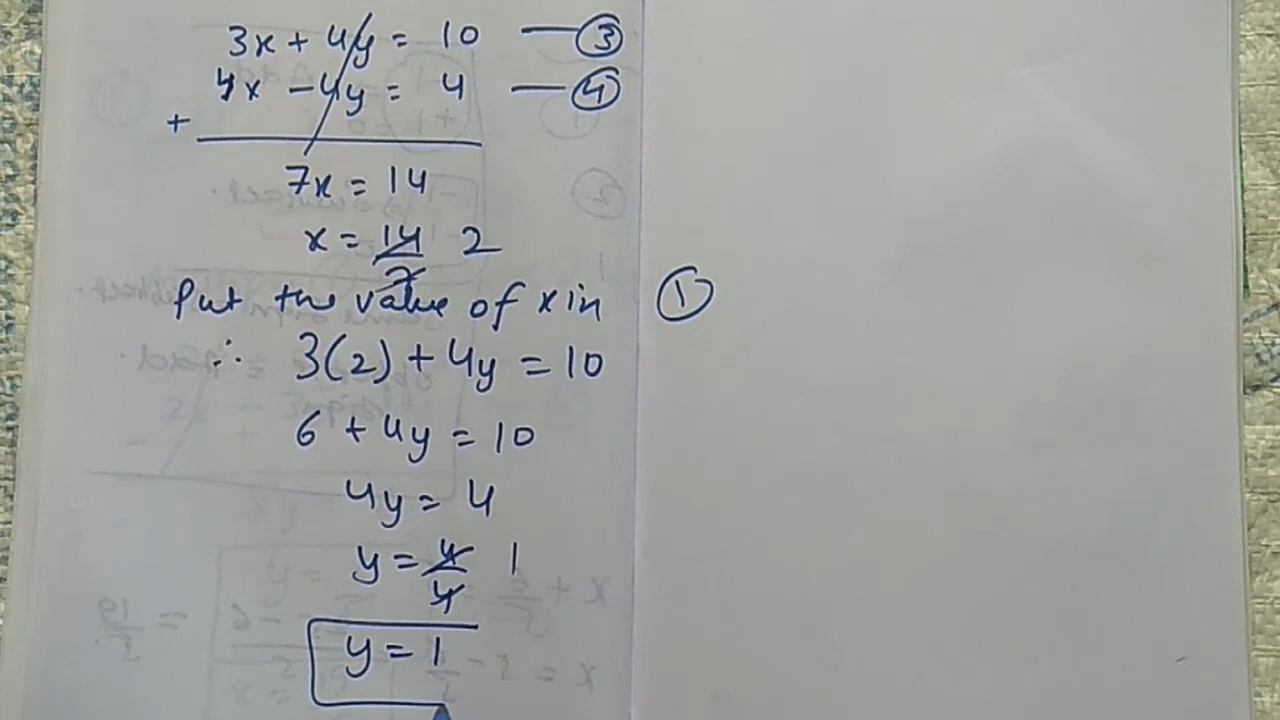 3x + 4y = 10 — ③
4x - 4y = 4 — ④
+
7x = 14
x = 14/7 2
Put the value of x in ①
∴ 3(2) + 4y = 10
6 + 4y = 10
4y = 4
y = 4/4 1
y = 1